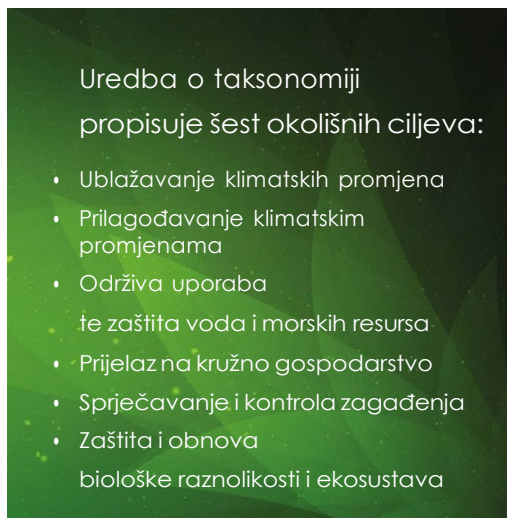 Uredba o taksonomiji
propisuje šest okolišnih ciljeva:
• Ublažavanje klimatskih promjena
• Prilagođavanje klimatskim
promjenama
• Održiva uporaba
te zaštita voda i morskih resursa
• Prijelaz na kružno gospodarstvo
• Sprječavanje i kontrola zagađenja
• Zaštita i obnova
biološke raznolikosti i ekosustava